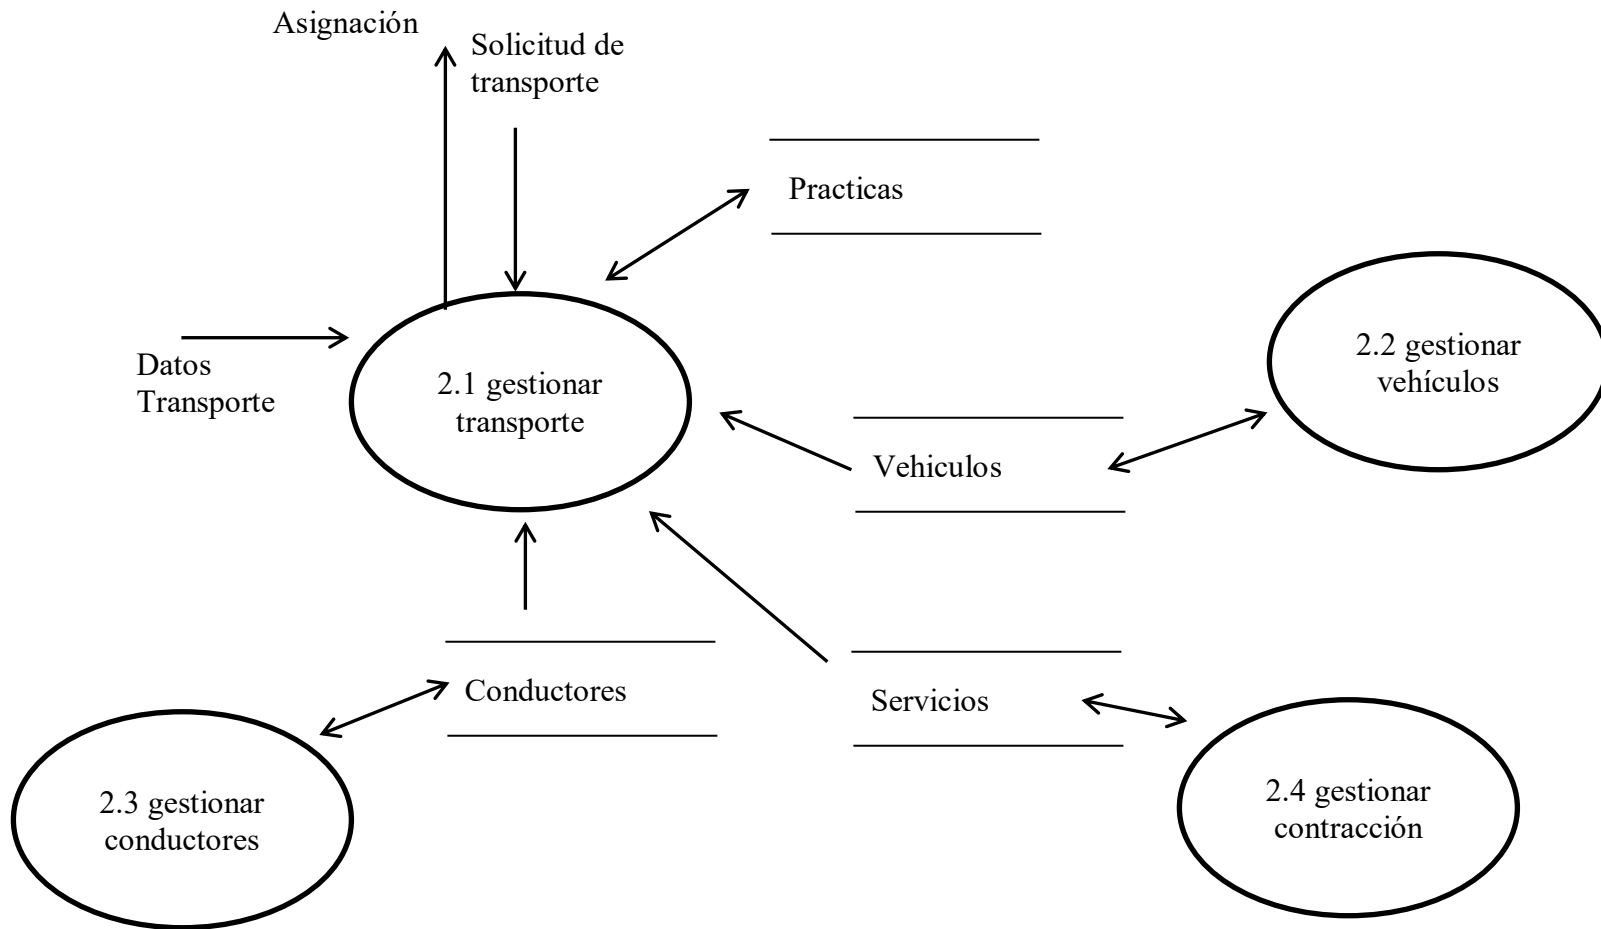 Asignación
Solicitud de
transporte
Practicas
2.2 gestionar
vehículos
Datos
Transporte
2.1 gestionar
transporte
Vehiculos
Conductores
Servicios
2.3 gestionar
conductores
2.4 gestionar
contracción